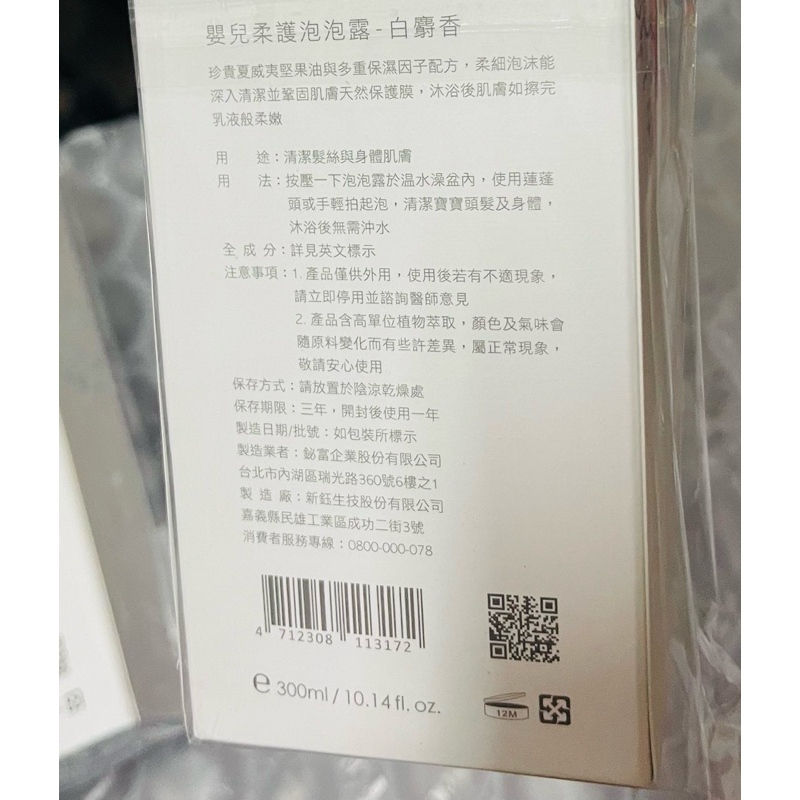 嬰兒柔護泡泡露-白麝香
珍貴夏威夷堅果油與多重保濕因子配方，柔細泡沫能
深入清潔並鞏固肌膚天然保護膜，沐浴後肌膚如擦完
乳液般柔嫩
用 途：清潔髮絲與身體肌膚
用 法：按壓一下泡泡露於温水澡盆內，使用蓮蓬
頭或手輕拍起泡，清潔寶寶頭髮及身體，
沐浴後無需沖水
全 成 分：詳見英文標示
注意事項：1. 產品僅供外用，使用後若有不適現象，
請立即停用並諮詢醫師意見
2. 產品含高單位植物萃取，顏色及氣味會
隨原料變化而有些許差異，屬正常現象，
敬請安心使用
保存方式：請放置於陰涼乾燥處
保存期限：三年，開封後使用一年
製造日期/批號：如包裝所標示
製造業者：鉍富企業股份有限公司
台北市內湖區瑞光路360號6樓之1
製 造 廠：新鈺生技股份有限公司
嘉義縣民雄工業區成功二街3號
消費者服務專線：0800-000-078
4 712308 113172
e 300ml / 10.14 fl. oz.
12M